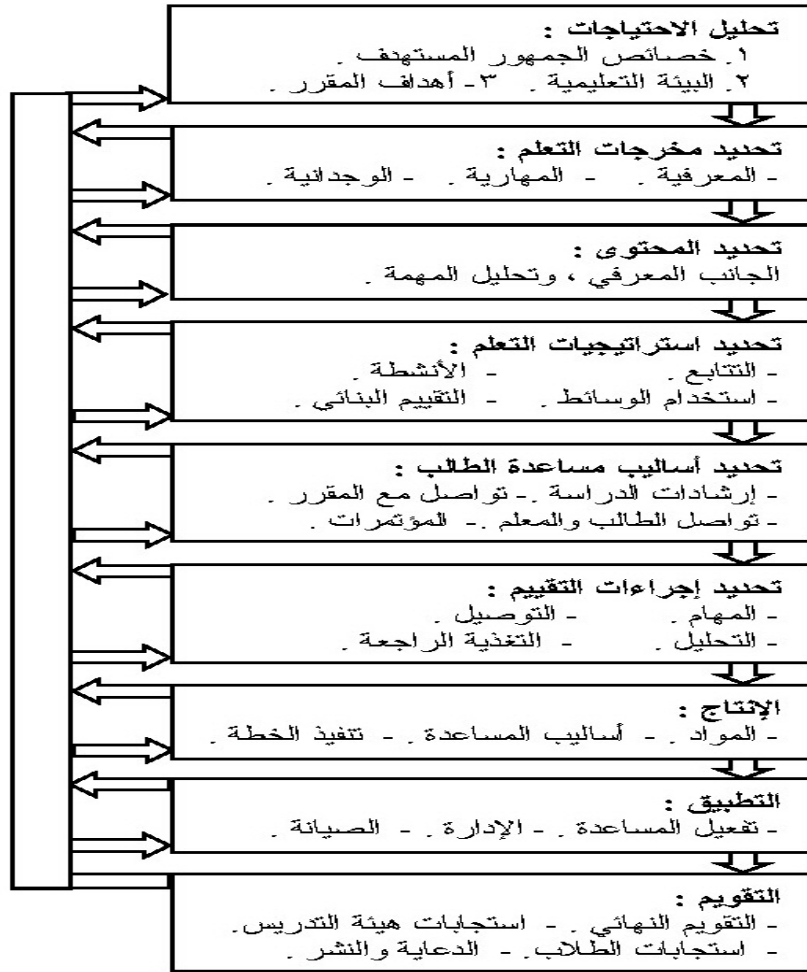 تحليل الاحتياجات :
١. خصائص الجمهور المستهدف .
٢. البيئة التعليمية . ٣- أهداف المقرر .
تحديد مخرجات التعلم :
- المعرفية . - المهارية . - الوجدانية .
تحديد المحتوى :
الجانب المعرفي ، وتحليل المهمة .
تحديد استراتيجيات التعلم :
- التتابع . - الأنشطة .
- استخدام الوسائط . - التقييم البنائي .
تحديد أساليب مساعدة الطالب :
- إرشادات الدراسة .- تواصل مع المقرر .
- تواصل الطالب والمعلم .- المؤتمرات .
تحديد إجراءات التقييم :
- المهام . - التوصيل .
- التحليل . - التغذية الراجعة .
الإنتاج :
- المواد . - أساليب المساعدة . - تنفيذ الخطة .
التطبيق :
- تفعيل المساعدة . - الإدارة . - الصيانة .
التقويم :
- التقويم النهائي . - استجابات هيئة التدريس.
- استجابات الطلاب.- الدعاية والنشر .